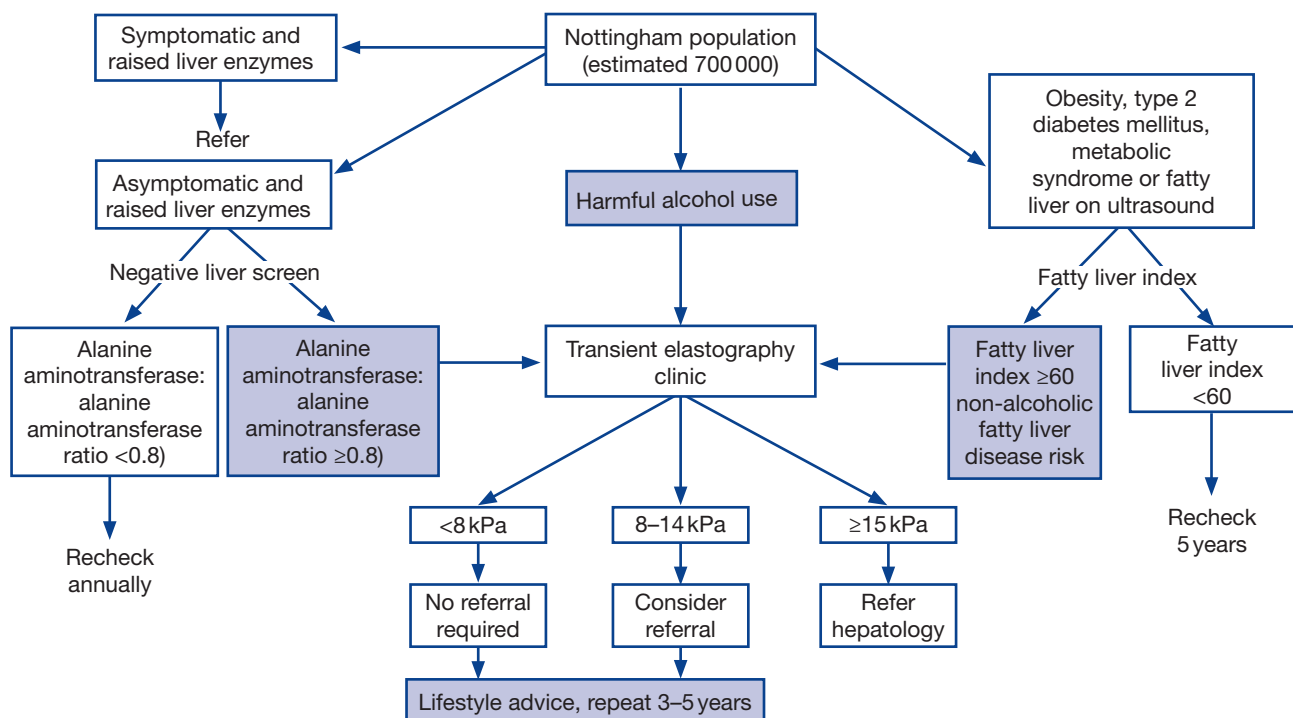 Symptomatic and
raised liver enzymes
Nottingham population
(estimated 700 000)
Obesity, type 2
diabetes mellitus,
metabolic
syndrome or fatty
liver on ultrasound
Refer
Asymptomatic and
raised liver enzymes
Harmful alcohol use
Negative liver screen
Fatty liver index
Alanine
aminotransferase:
alanine
aminotransferase
ratio <0.8)
Alanine
aminotransferase:
alanine
aminotransferase
ratio ≥0.8)
Transient elastography
clinic
Fatty liver
index ≥60
non-alcoholic
fatty liver
disease risk
Fatty
liver index
<60
Recheck
annually
<8 kPa
8–14 kPa
≥15 kPa
Recheck
5 years
No referral
required
Consider
referral
Refer
hepatology
Lifestyle advice, repeat 3–5 years